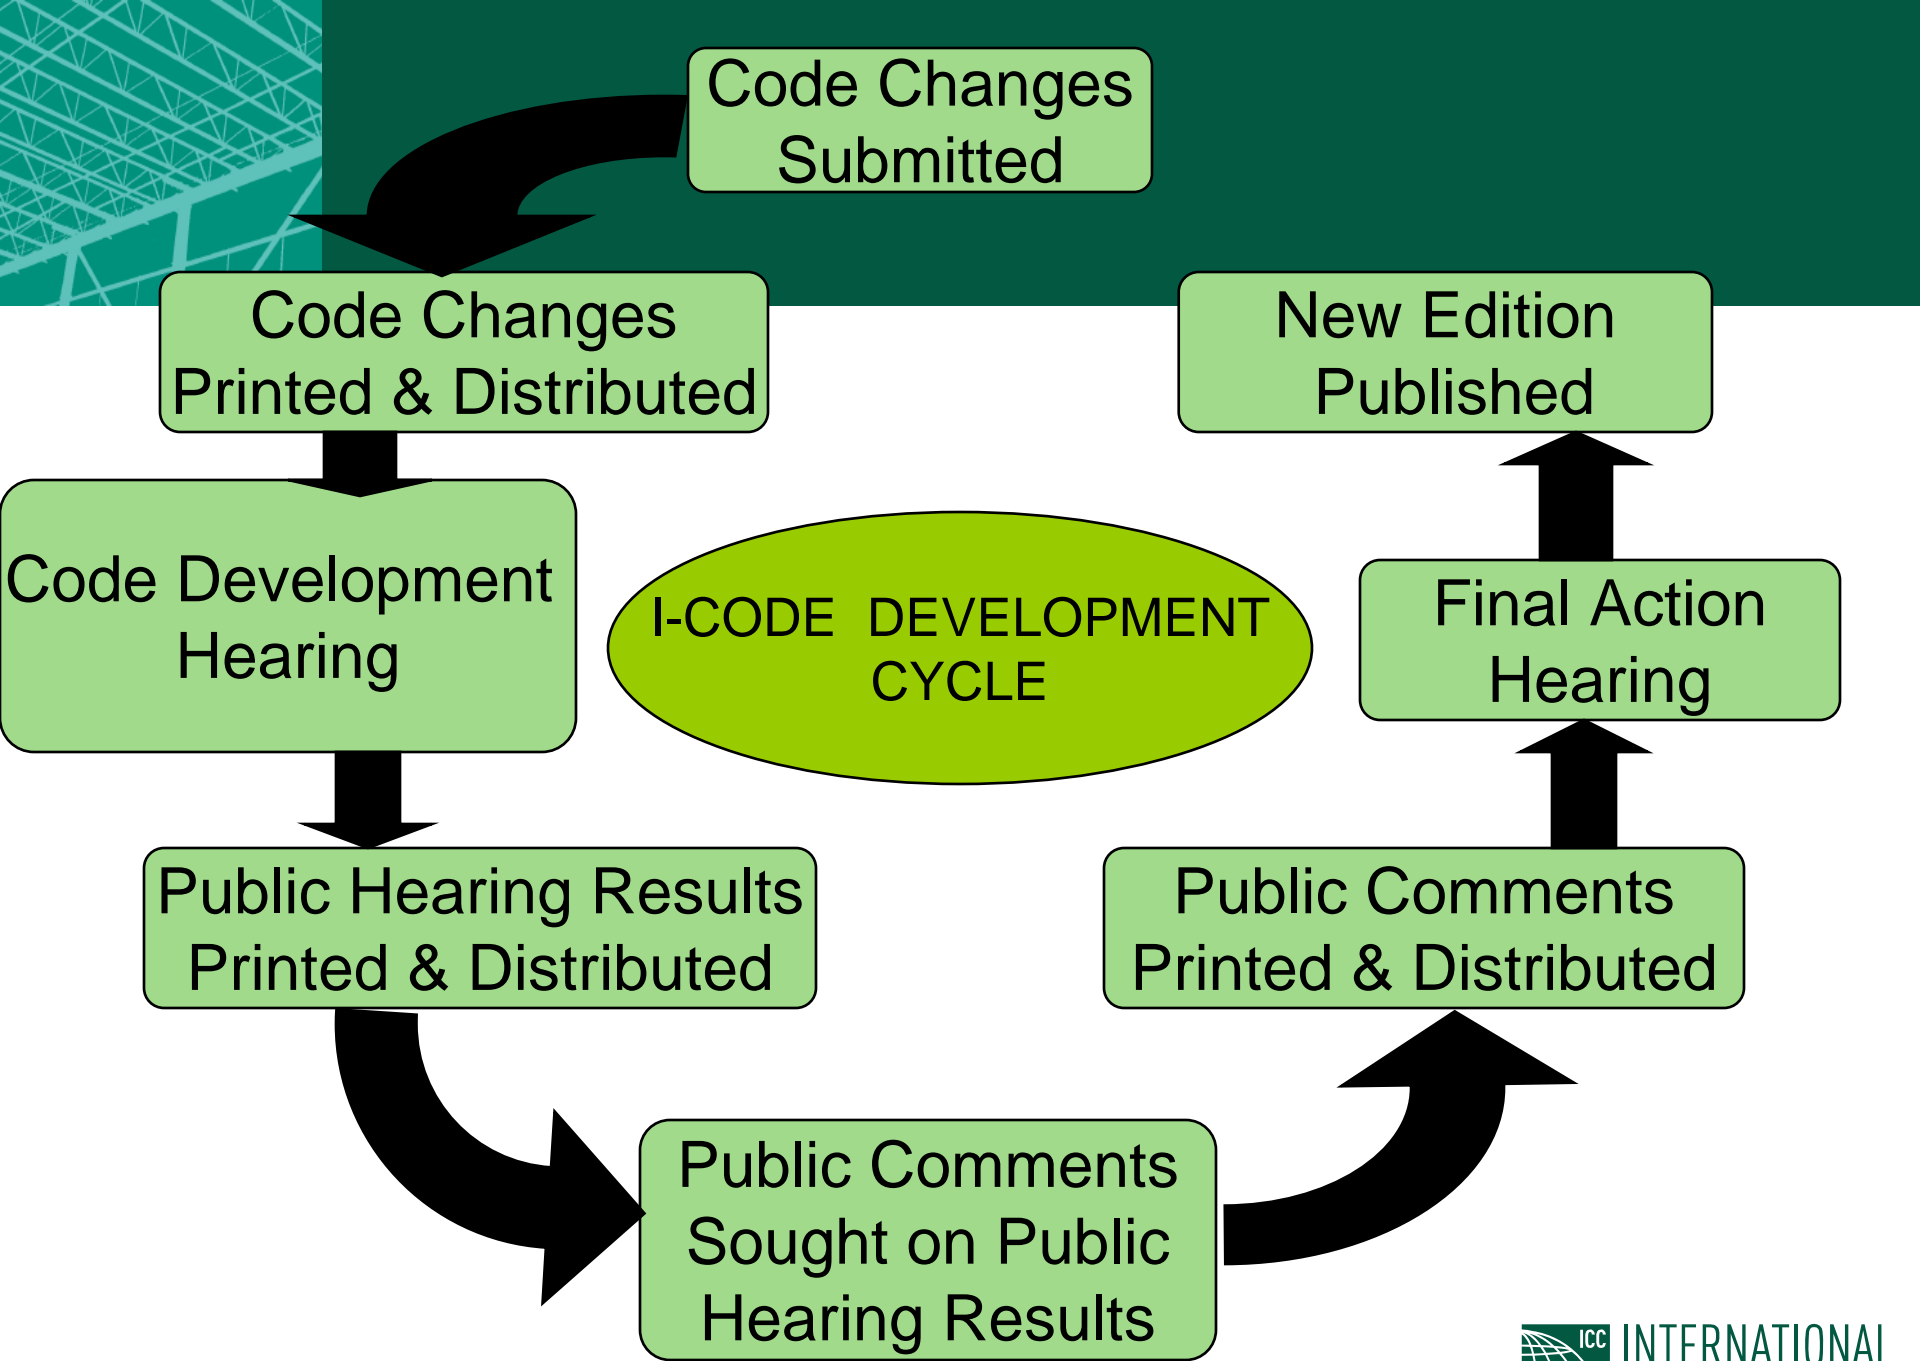 Code Changes
Submitted
Code Changes
Printed & Distributed
New Edition
Published
Code Development
Hearing
I-CODE DEVELOPMENT
CYCLE
Final Action
Hearing
Public Hearing Results
Printed & Distributed
Public Comments
Printed & Distributed
Public Comments
Sought on Public
Hearing Results
ICC INTERNATIONAL